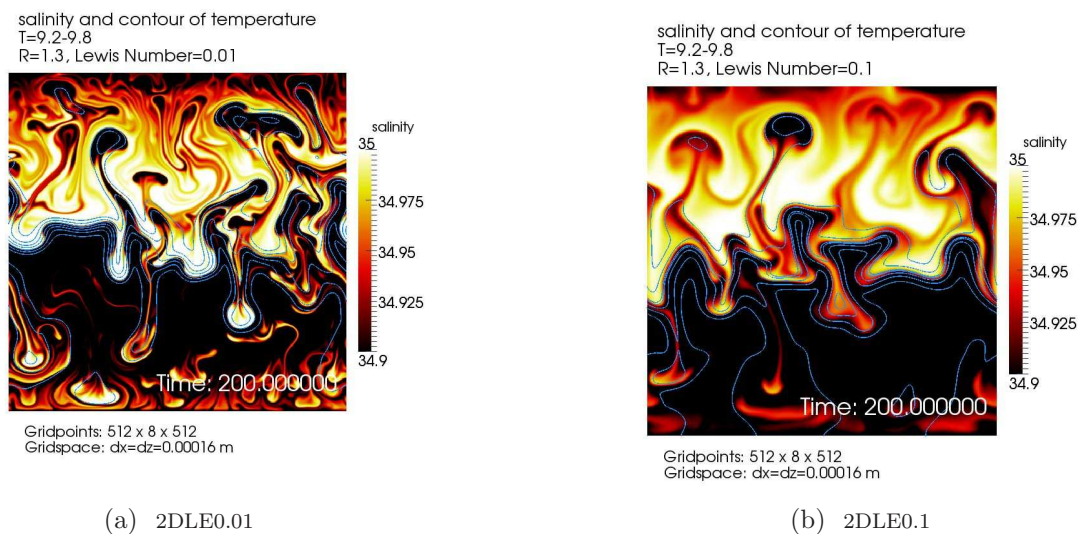 salinity and contour of temperature
T=9.2-9.8
R=1.3, Lewis Number=0.01
salinity
35
34.975
34.95
34.925
34.9
Time: 200.000000
Gridpoints: 512 x 8 x 512
Gridspace: dx=dz=0.00016 m
(a) 2DLE0.01
salinity and contour of temperature
T=9.2-9.8
R=1.3, Lewis Number=0.1
salinity
35
34.975
34.95
34.925
34.9
Time: 200.000000
Gridpoints: 512 x 8 x 512
Gridspace: dx=dz=0.00016 m
(b) 2DLE0.1